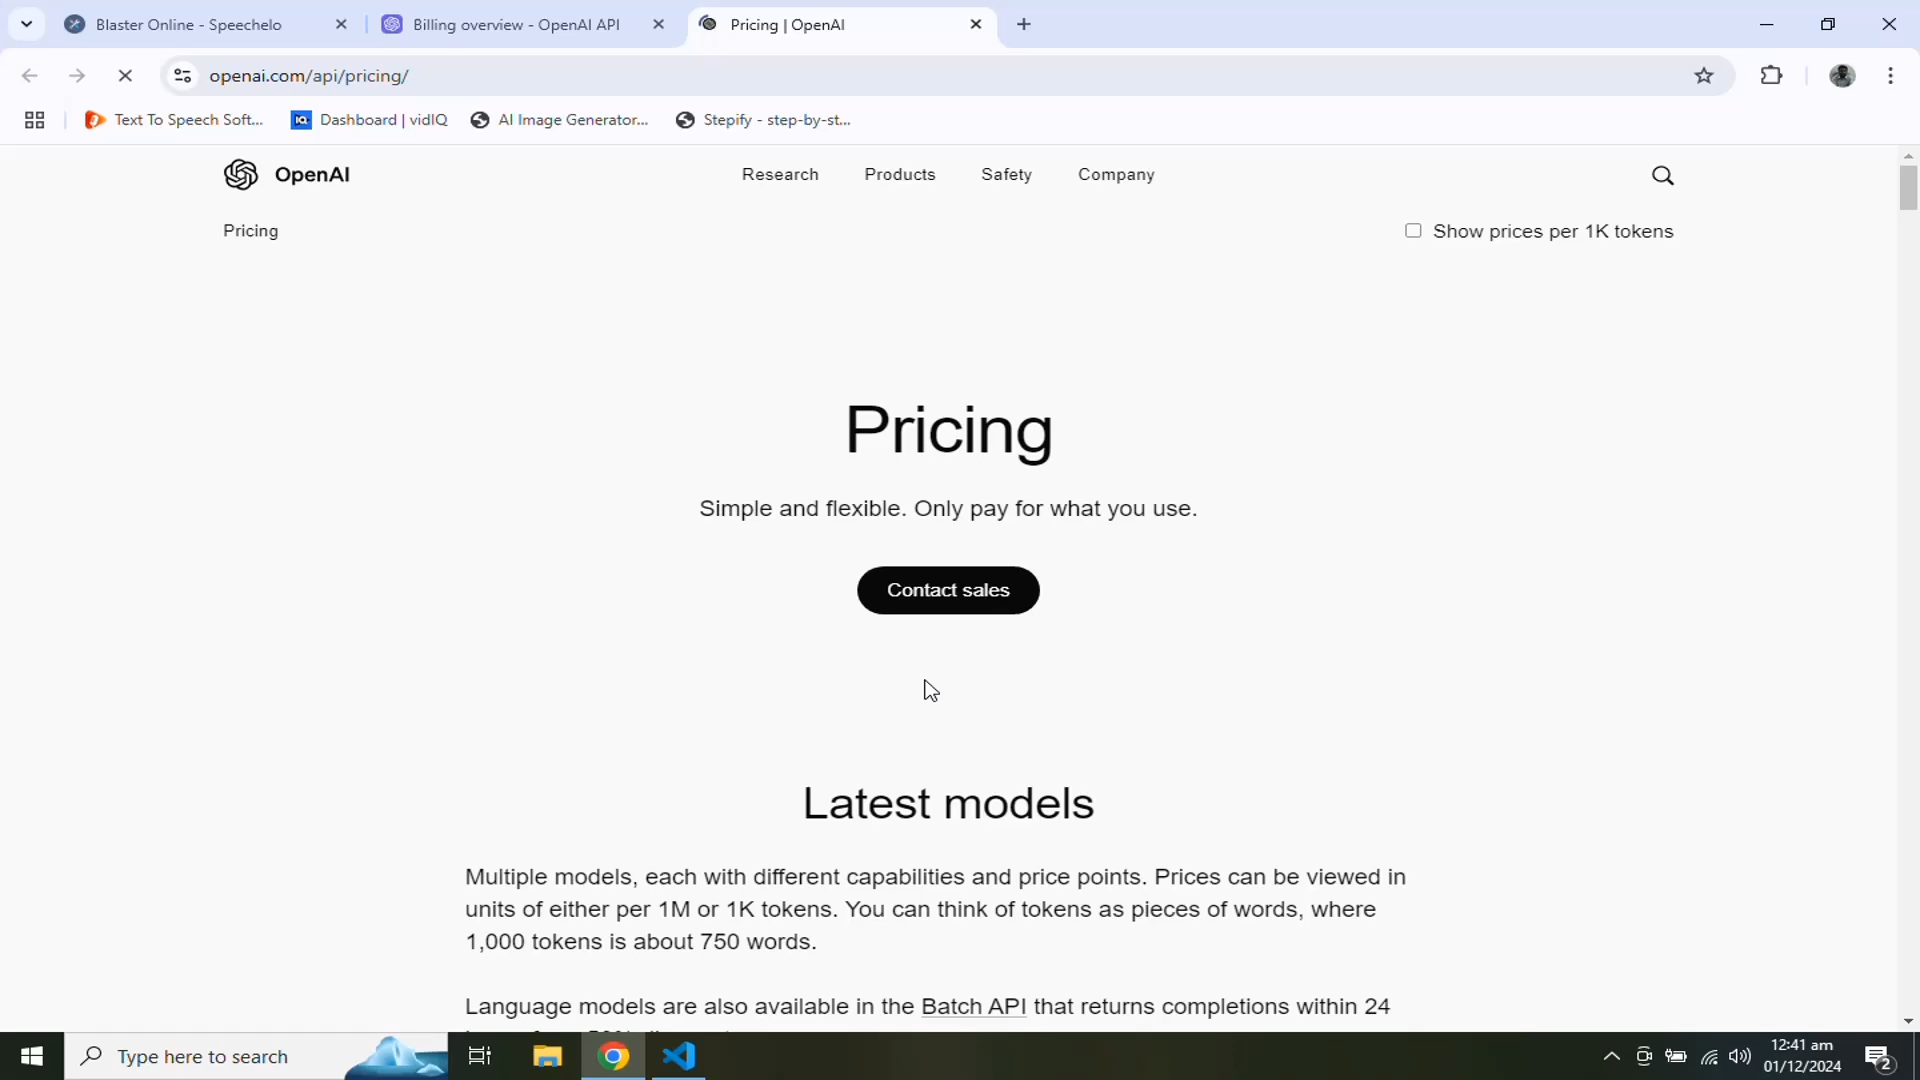 Blaster Online - Speechelo
Billing overview - OpenAI API
Pricing | OpenAI
openai.com/api/pricing/
Text To Speech Soft...
Dashboard | vidIQ
AI Image Generator...
Stepify - step-by-st...
OpenAI
Research
Products
Safety
Company
Pricing
Show prices per 1K tokens
Pricing
Simple and flexible. Only pay for what you use.
Contact sales
Latest models
Multiple models, each with different capabilities and price points. Prices can be viewed in
units of either per 1M or 1K tokens. You can think of tokens as pieces of words, where
1,000 tokens is about 750 words.
Language models are also available in the Batch API that returns completions within 24
Type here to search
12:41 am
01/12/2024
2